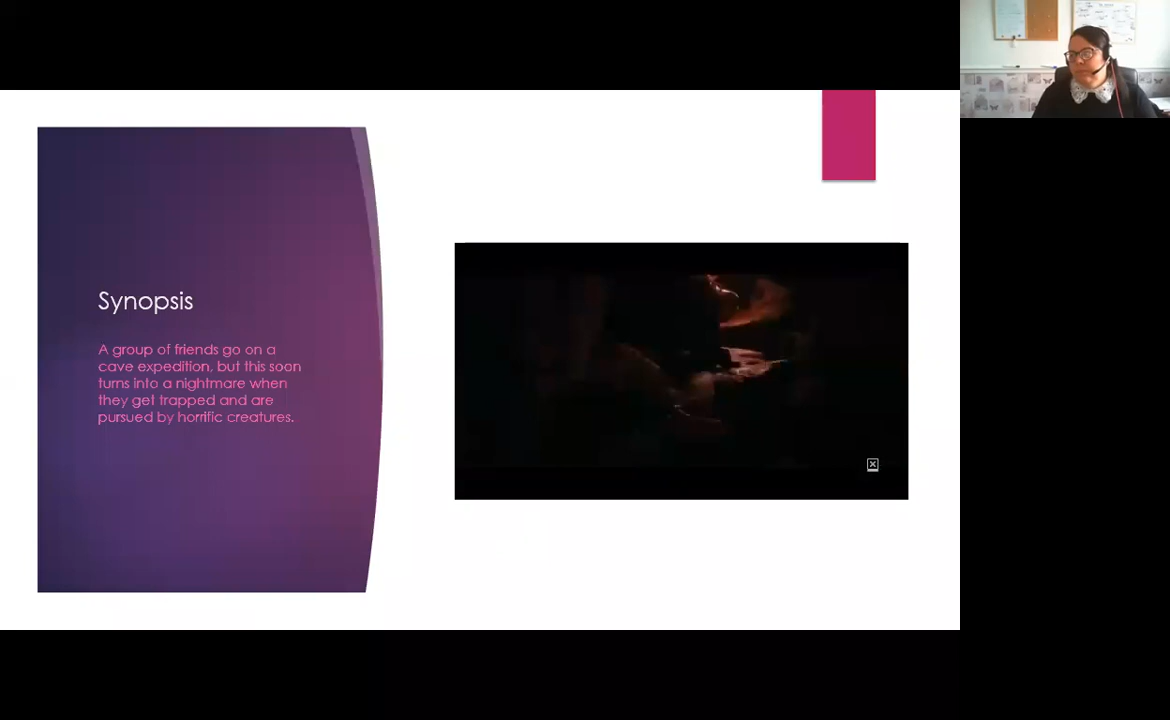 Synopsis
A group of friends go on a
cave expedition, but this soon
turns into a nightmare when
they get trapped and are
pursued by horrific creatures.